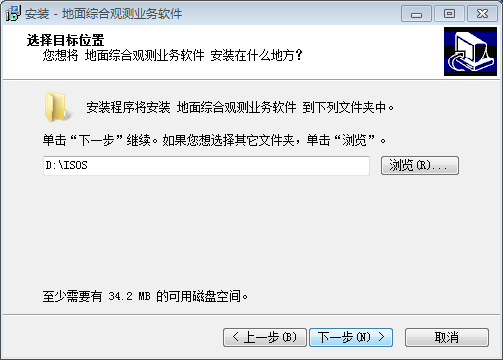 安装 - 地面综合观测业务软件
选择目标位置
您想将 地面综合观测业务软件 安装在什么地方？
安装程序将安装 地面综合观测业务软件 到下列文件夹中。
单击“下一步”继续。如果您想选择其它文件夹，单击“浏览”。
D:\ISOS
浏览(R)...
至少需要有 34.2 MB 的可用磁盘空间。
< 上一步(B)
下一步(N) >
取消